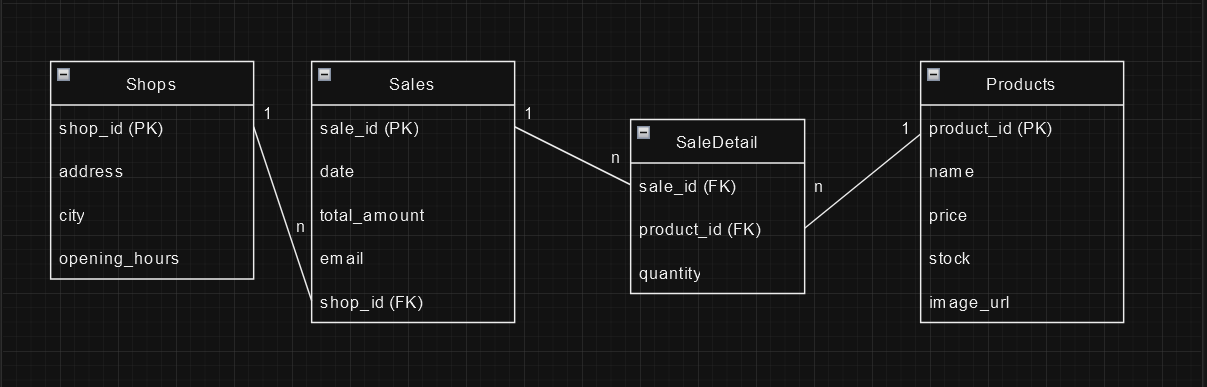 Shops
shop_id (PK)
address
city
opening_hours
1
n
Sales
sale_id (PK)
date
total_amount
email
shop_id (FK)
1
n
SaleDetail
sale_id (FK)
product_id (FK)
quantity
n
1
Products
product_id (PK)
name
price
stock
image_url